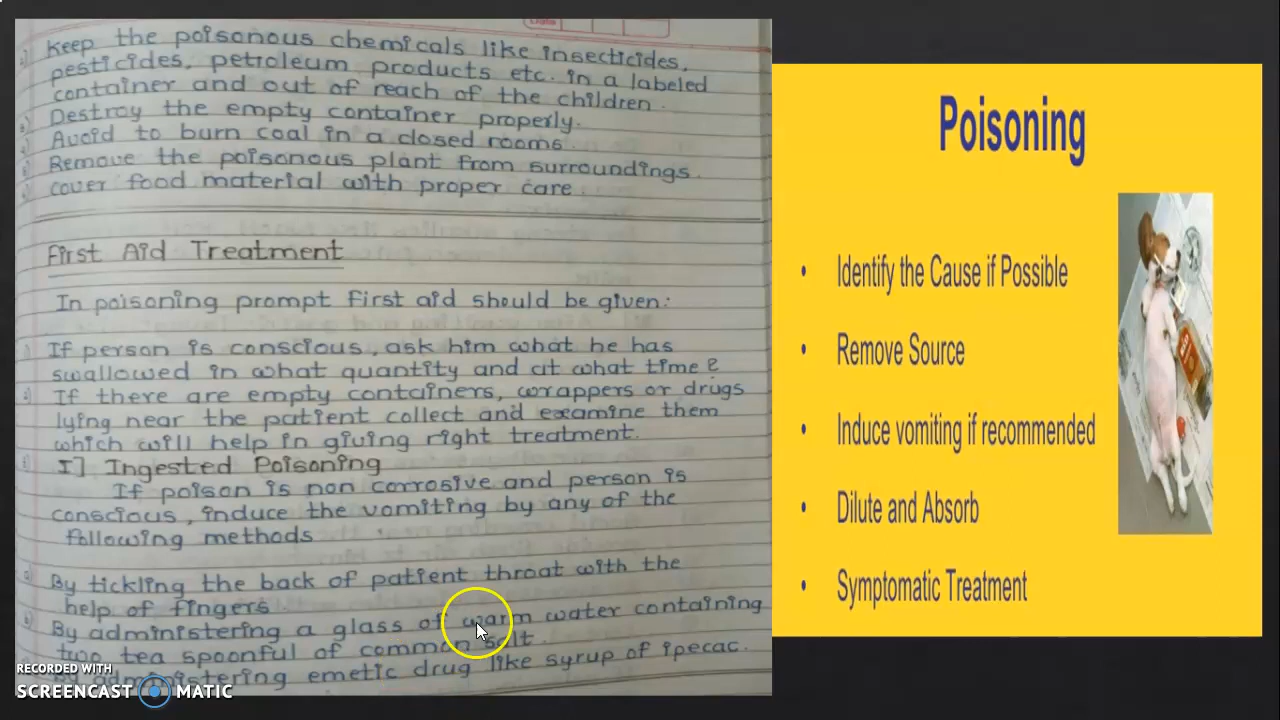 Date
Keep the poisonous chemicals like insecticides,
pesticides, petroleum products etc. in a labeled
container and out of reach of the children.
Destroy the empty container properly.
Avoid to burn coal in a closed rooms.
Remove the poisonous plant from surroundings.
cover food material with proper care.
First Aid Treatment
In poisoning prompt first aid should be given:
If person is conscious, ask him what he has
swallowed in what quantity and at what time?
If there are empty containers, wrappers or drugs
lying near the patient collect and examine them
which will help in giving right treatment.
I] Ingested Poisoning
If poison is non corrosive and person is
conscious, induce the vomiting by any of the
following methods
a) By tickling the back of patient throat with the
help of fingers
b) By administering a glass of warm water containing
two tea spoonful of common salt.
By administering emetic drug like syrup of ipecac.
Poisoning
• Identify the Cause if Possible
• Remove Source
• Induce vomiting if recommended
• Dilute and Absorb
• Symptomatic Treatment
RECORDED WITH
SCREENCAST MATIC